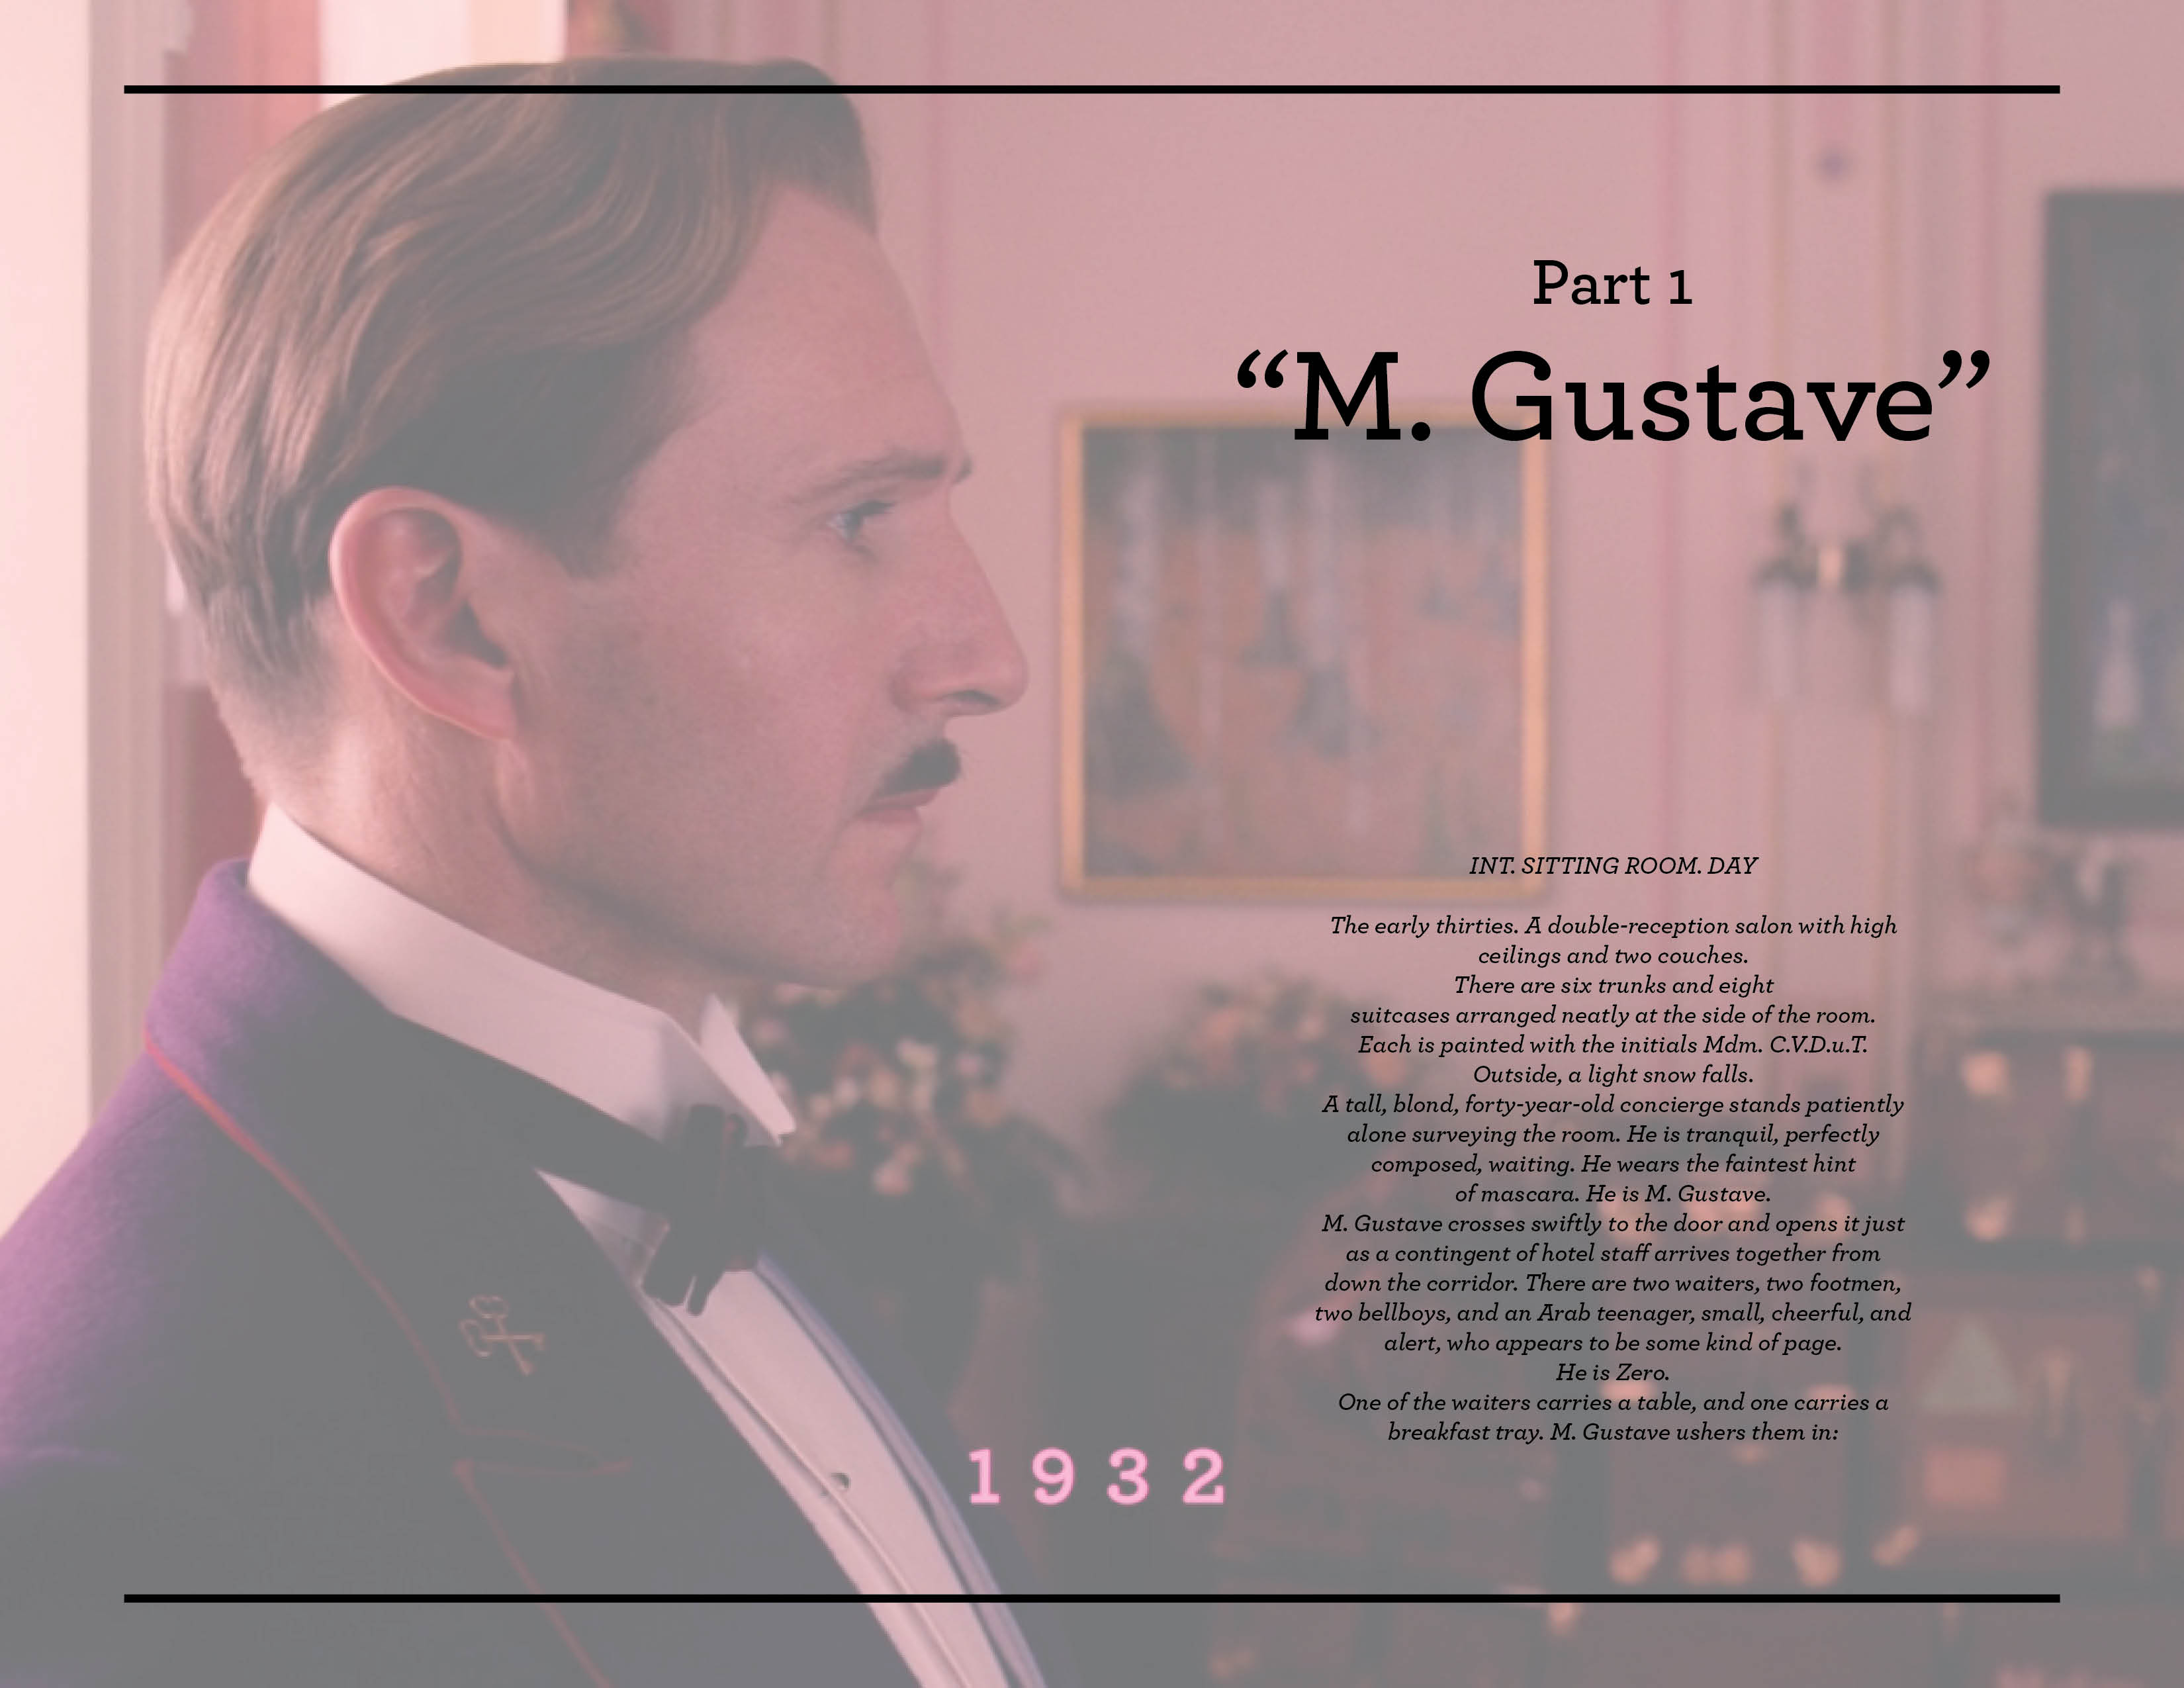 Part 1
“M. Gustave”
INT. SITTING ROOM. DAY
The early thirties. A double-reception salon with high
ceilings and two couches.
There are six trunks and eight
suitcases arranged neatly at the side of the room.
Each is painted with the initials Mdm. C.V.D.u.T.
Outside, a light snow falls.
A tall, blond, forty-year-old concierge stands patiently
alone surveying the room. He is tranquil, perfectly
composed, waiting. He wears the faintest hint
of mascara. He is M. Gustave.
M. Gustave crosses swiftly to the door and opens it just
as a contingent of hotel staff arrives together from
down the corridor. There are two waiters, two footmen,
two bellboys, and an Arab teenager, small, cheerful, and
alert, who appears to be some kind of page.
He is Zero.
One of the waiters carries a table, and one carries a
breakfast tray. M. Gustave ushers them in:
1932